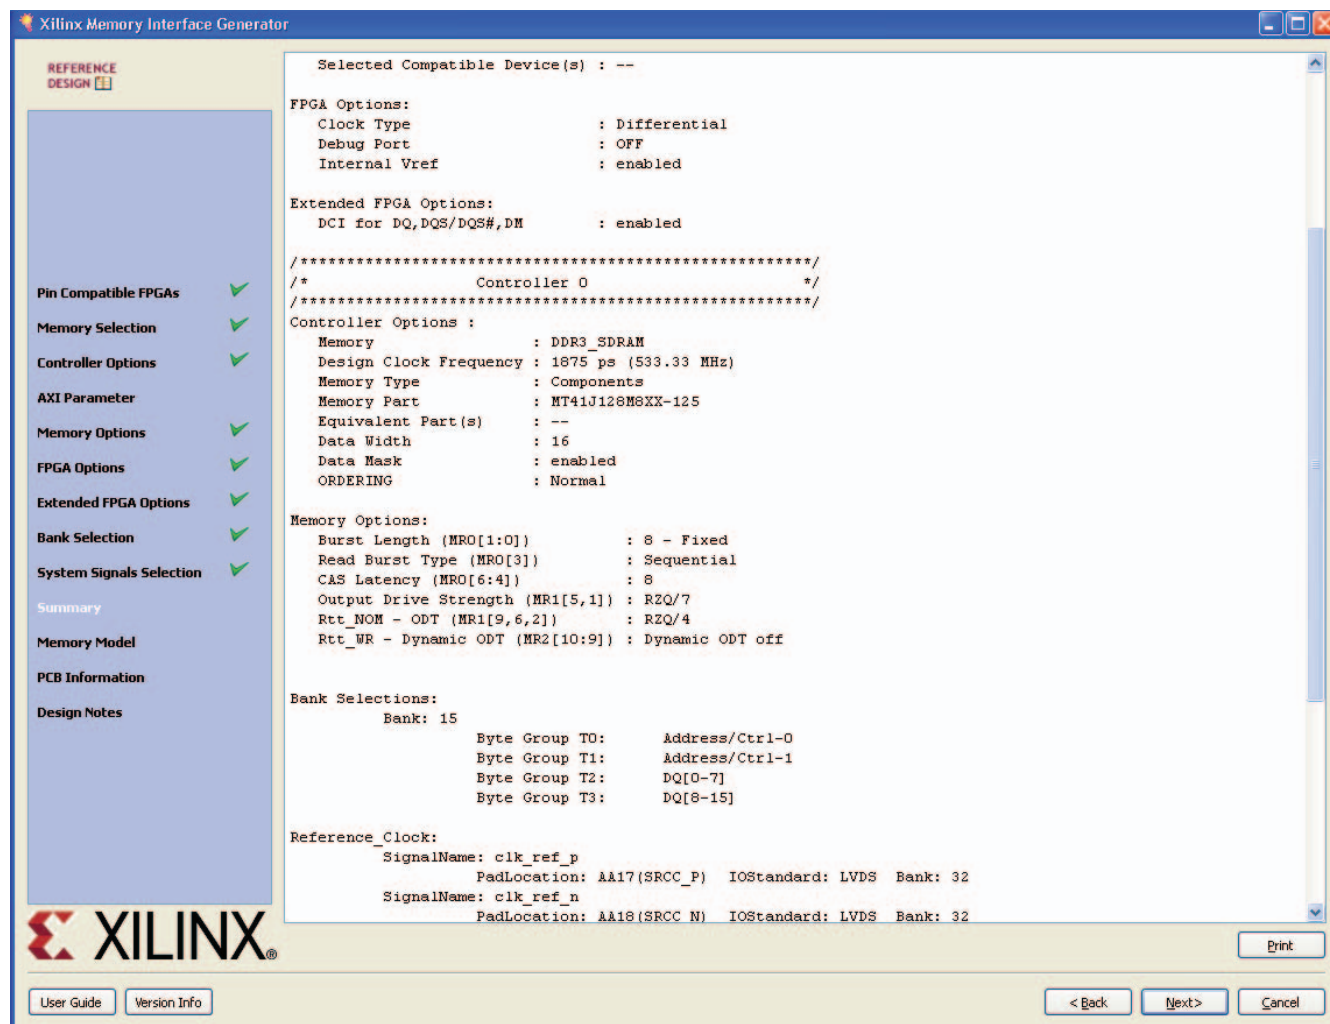 Xilinx Memory Interface Generator
REFERENCE
DESIGN
Pin Compatible FPGAs
Memory Selection
Controller Options
AXI Parameter
Memory Options
FPGA Options
Extended FPGA Options
Bank Selection
System Signals Selection
Summary
Memory Model
PCB Information
Design Notes
XILINX®
Selected Compatible Device(s) : --
FPGA Options:
Clock Type : Differential
Debug Port : OFF
Internal Vref : enabled
Extended FPGA Options:
DCI for DQ,DQS/DQS#,DM : enabled
/*******************************************************/
/* Controller 0 */
/*******************************************************/
Controller Options :
Memory : DDR3_SDRAM
Design Clock Frequency : 1875 ps (533.33 MHz)
Memory Type : Components
Memory Part : MT41J128M8XX-125
Equivalent Part(s) : --
Data Width : 16
Data Mask : enabled
ORDERING : Normal
Memory Options:
Burst Length (MR0[1:0]) : 8 - Fixed
Read Burst Type (MR0[3]) : Sequential
CAS Latency (MR0[6:4]) : 8
Output Drive Strength (MR1[5,1]) : RZQ/7
Rtt_NOM - ODT (MR1[9,6,2]) : RZQ/4
Rtt_WR - Dynamic ODT (MR2[10:9]) : Dynamic ODT off
Bank Selections:
Bank: 15
Byte Group T0: Address/Ctrl-0
Byte Group T1: Address/Ctrl-1
Byte Group T2: DQ[0-7]
Byte Group T3: DQ[8-15]
Reference_Clock:
SignalName: clk_ref_p
PadLocation: AA17(SRCC_P) IOStandard: LVDS Bank: 32
SignalName: clk_ref_n
PadLocation: AA18(SRCC_N) IOStandard: LVDS Bank: 32
Print
User Guide Version Info < Back Next> Cancel